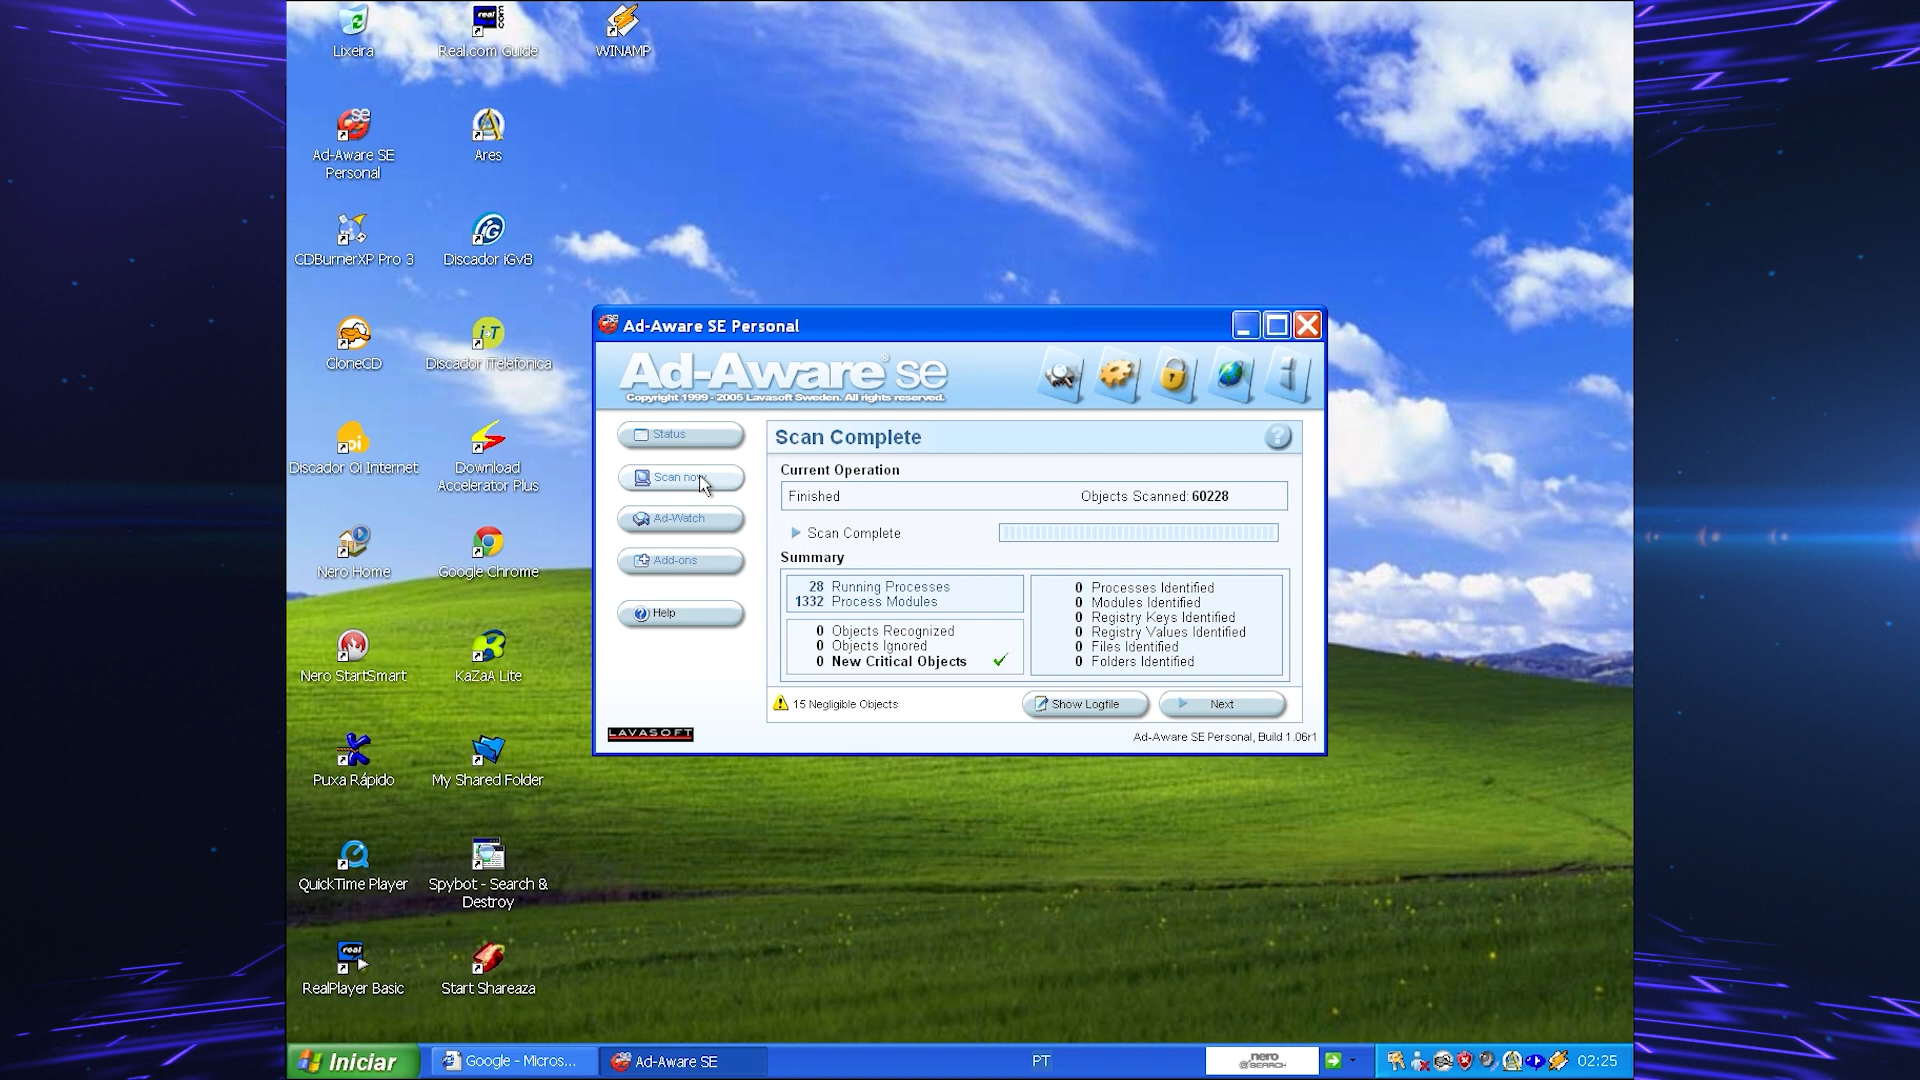 Lixeira
Real.com Guide
WINAMP
Ad-Aware SE
Personal
Ares
CDBurnerXP Pro 3
Discador iGv8
CloneCD
Discador iTelefonica
Discador Oi Internet
Download
Accelerator Plus
Nero Home
Google Chrome
Nero StartSmart
KaZaA Lite
Puxa Rápido
My Shared Folder
QuickTime Player
Spybot - Search &
Destroy
RealPlayer Basic
Start Shareaza
Ad-Aware SE Personal
Ad-Aware® se
Copyright 1999 - 2005 Lavasoft Sweden. All rights reserved.
Status
Scan now
Ad-Watch
Add-ons
Help
LAVASOFT
Scan Complete
Current Operation
Finished
Objects Scanned: 60228
Scan Complete
Summary
28 Running Processes
1332 Process Modules
0 Objects Recognized
0 Objects Ignored
0 New Critical Objects
0 Processes Identified
0 Modules Identified
0 Registry Keys Identified
0 Registry Values Identified
0 Files Identified
0 Folders Identified
15 Negligible Objects
Show Logfile
Next
Ad-Aware SE Personal, Build 1.06r1
Iniciar
Google - Micros...
Ad-Aware SE
PT
nero
SEARCH
02:25